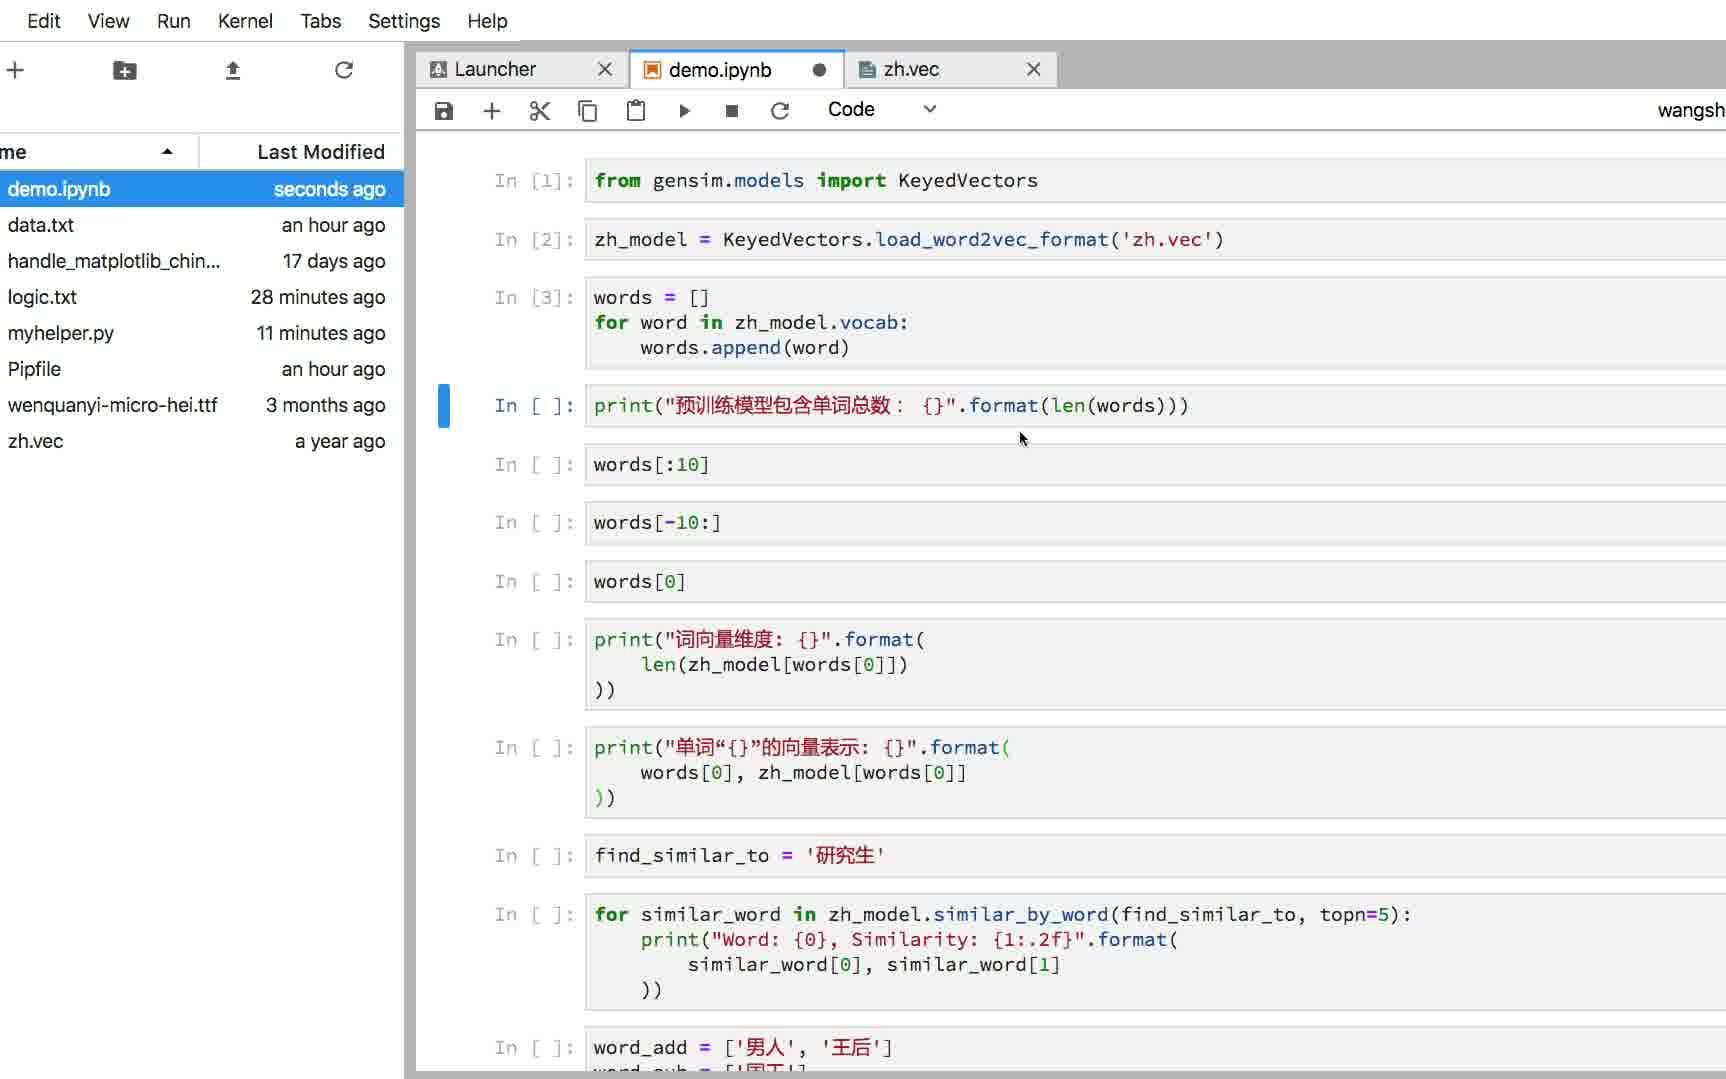 Edit View Run Kernel Tabs Settings Help
Launcher demo.ipynb zh.vec
Code
Last Modified
demo.ipynb seconds ago
data.txt an hour ago
handle_matplotlib_chin... 17 days ago
logic.txt 28 minutes ago
myhelper.py 11 minutes ago
Pipfile an hour ago
wenquanyi-micro-hei.ttf 3 months ago
zh.vec a year ago
In [1]: from gensim.models import KeyedVectors
In [2]: zh_model = KeyedVectors.load_word2vec_format('zh.vec')
In [3]: words = []
for word in zh_model.vocab:
words.append(word)
In [ ]: print("预训练模型包含单词总数： {}".format(len(words)))
In [ ]: words[:10]
In [ ]: words[-10:]
In [ ]: words[0]
In [ ]: print("词向量维度: {}".format(
len(zh_model[words[0]])
))
In [ ]: print("单词“{}”的向量表示: {}".format(
words[0], zh_model[words[0]]
))
In [ ]: find_similar_to = '研究生'
In [ ]: for similar_word in zh_model.similar_by_word(find_similar_to, topn=5):
print("Word: {0}, Similarity: {1:.2f}".format(
similar_word[0], similar_word[1]
))
In [ ]: word_add = ['男人', '王后']